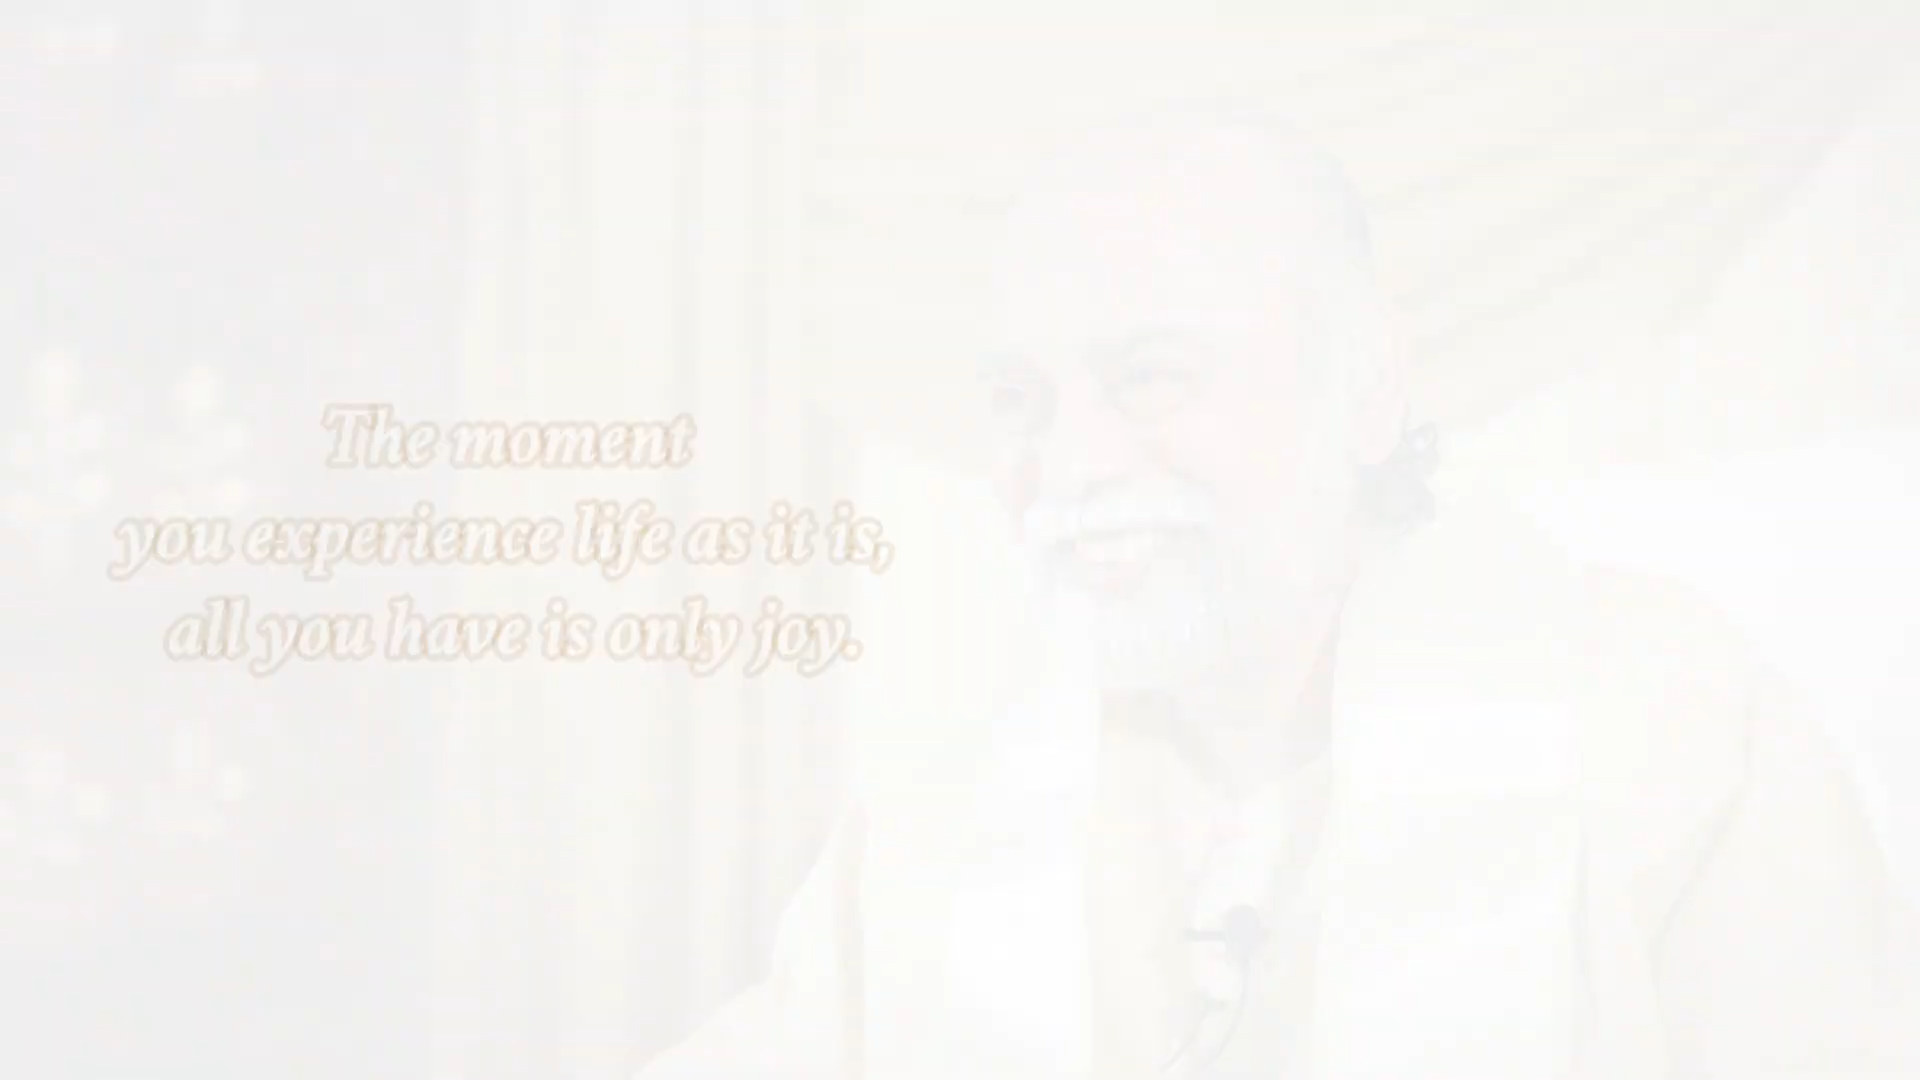 The moment
you experience life as it is,
all you have is only joy.